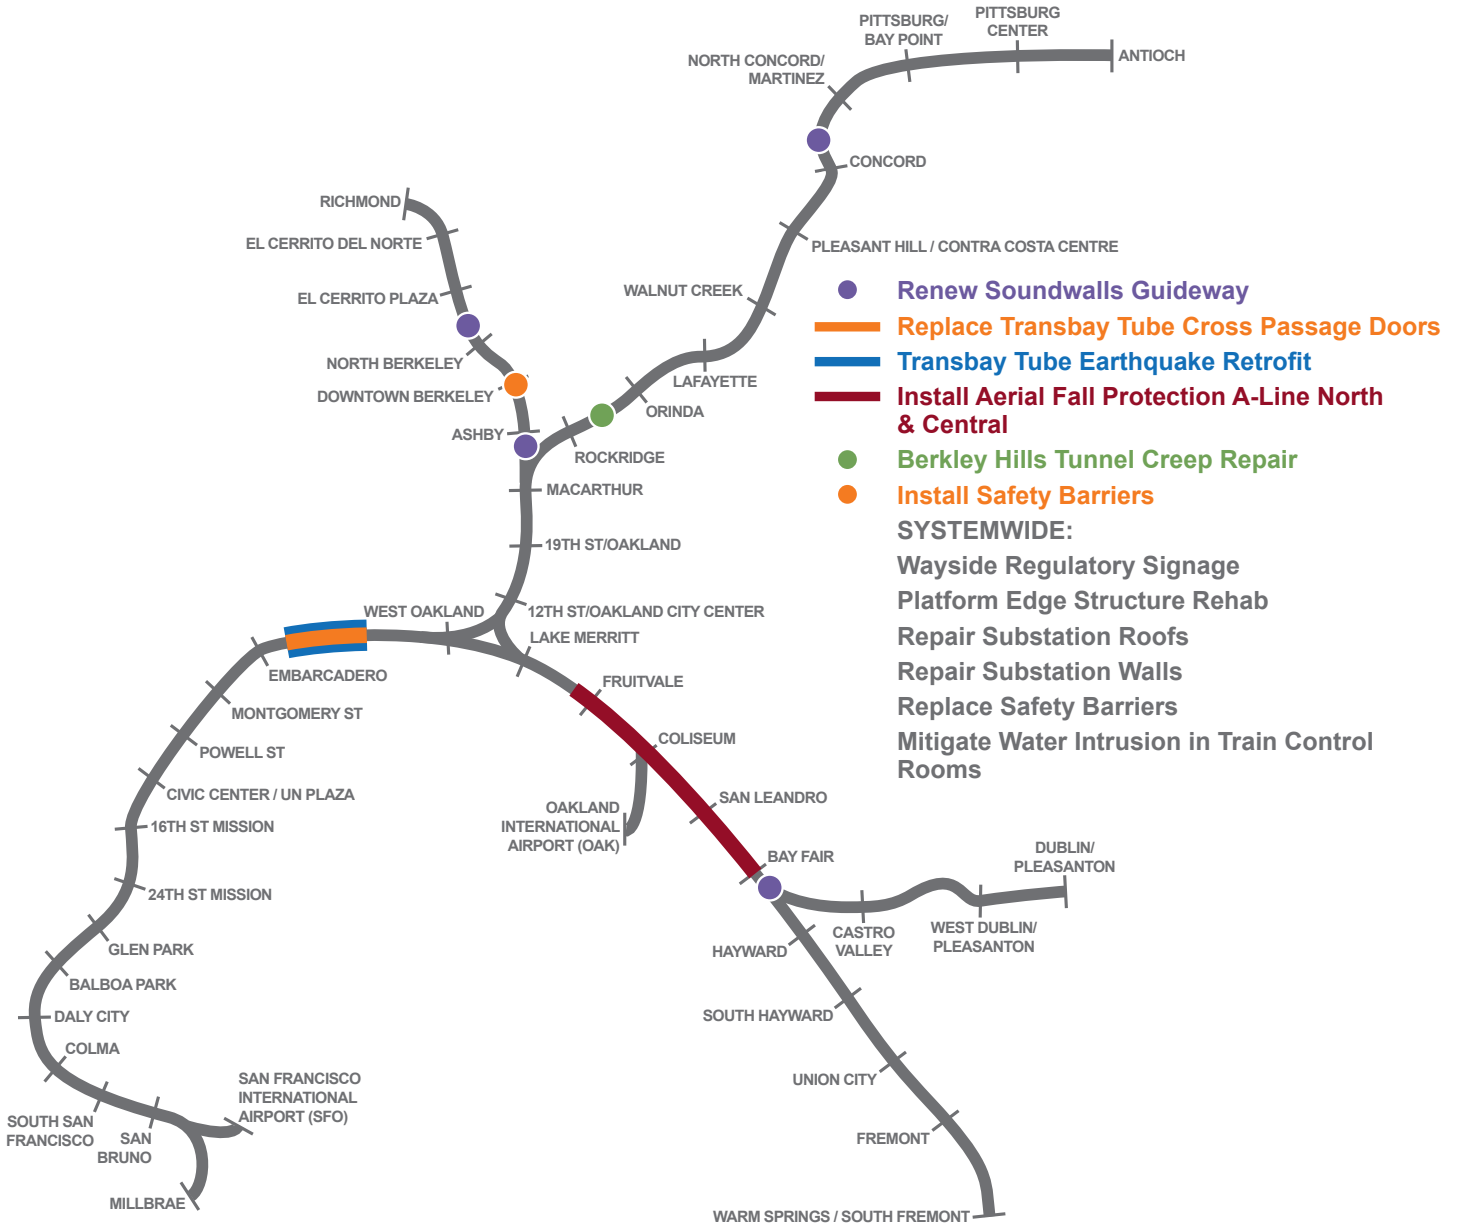 PITTSBURG
CENTER
PITTSBURG/
BAY POINT
ANTIOCH
NORTH CONCORD/
MARTINEZ
CONCORD
RICHMOND
EL CERRITO DEL NORTE
PLEASANT HILL / CONTRA COSTA CENTRE
WALNUT CREEK
EL CERRITO PLAZA
NORTH BERKELEY
LAFAYETTE
DOWNTOWN BERKELEY
ORINDA
ASHBY
ROCKRIDGE
MACARTHUR
19TH ST/OAKLAND
WEST OAKLAND
12TH ST/OAKLAND CITY CENTER
LAKE MERRITT
EMBARCADERO
FRUITVALE
MONTGOMERY ST
COLISEUM
POWELL ST
CIVIC CENTER / UN PLAZA
SAN LEANDRO
OAKLAND
INTERNATIONAL
AIRPORT (OAK)
16TH ST MISSION
BAY FAIR
DUBLIN/
PLEASANTON
24TH ST MISSION
CASTRO
VALLEY
WEST DUBLIN/
PLEASANTON
GLEN PARK
HAYWARD
BALBOA PARK
DALY CITY
SOUTH HAYWARD
COLMA
UNION CITY
SAN FRANCISCO
INTERNATIONAL
AIRPORT (SFO)
SOUTH SAN
FRANCISCO
SAN
BRUNO
FREMONT
MILLBRAE
WARM SPRINGS / SOUTH FREMONT
Renew Soundwalls Guideway
Replace Transbay Tube Cross Passage Doors
Transbay Tube Earthquake Retrofit
Install Aerial Fall Protection A-Line North
& Central
Berkley Hills Tunnel Creep Repair
Install Safety Barriers
SYSTEMWIDE:
Wayside Regulatory Signage
Platform Edge Structure Rehab
Repair Substation Roofs
Repair Substation Walls
Replace Safety Barriers
Mitigate Water Intrusion in Train Control
Rooms